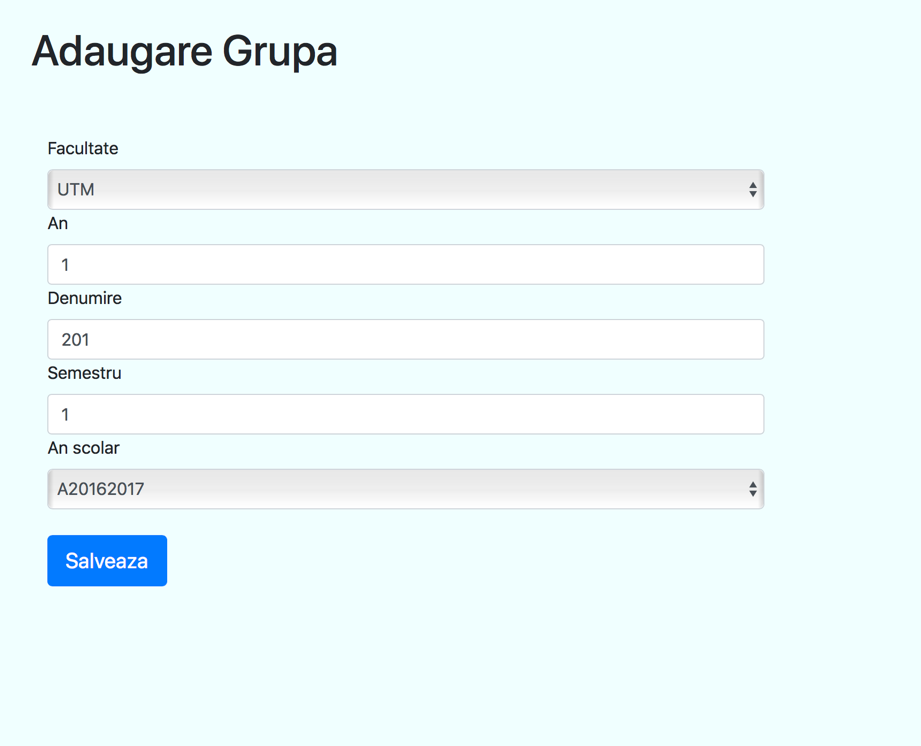 Adaugare Grupa
Facultate
UTM
An
1
Denumire
201
Semestru
1
An scolar
A20162017
Salveaza